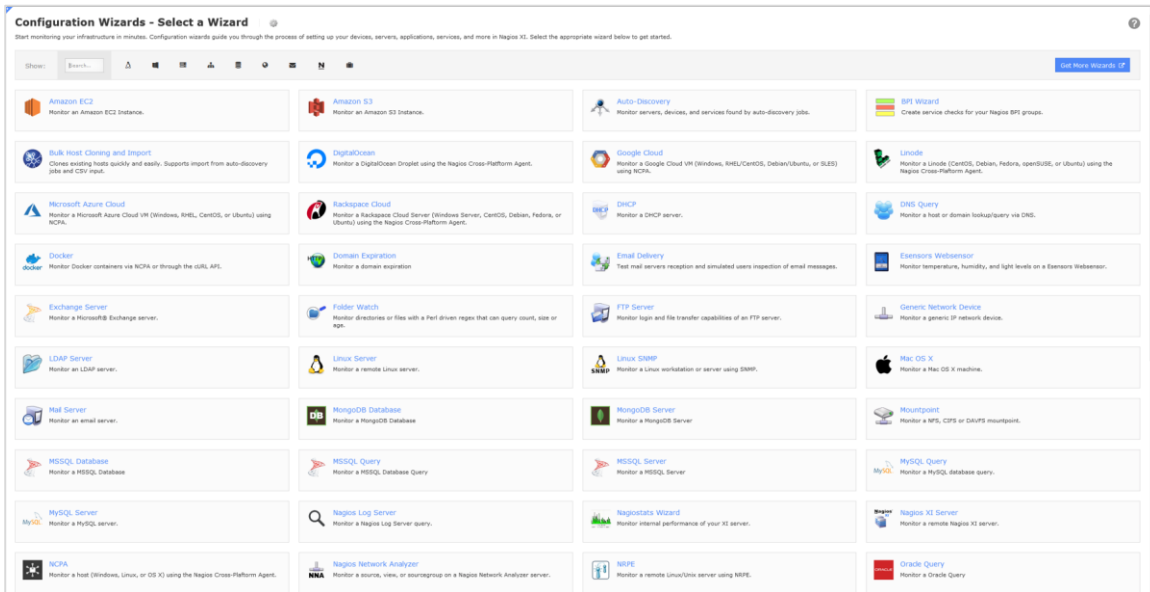 Configuration Wizards - Select a Wizard
Start monitoring your infrastructure in minutes. Configuration wizards guide you through the process of setting up your devices, servers, applications, services, and more in Nagios XI. Select the appropriate wizard below to get started.
Show:
Search...
N
Get More Wizards
Amazon EC2
Monitor an Amazon EC2 Instance.
Amazon S3
Monitor an Amazon S3 Instance.
Auto-Discovery
Monitor servers, devices, and services found by auto-discovery jobs.
BPI Wizard
Create service checks for your Nagios BPI groups.
Bulk Host Cloning and Import
Clones existing hosts quickly and easily. Supports import from auto-discovery
jobs and CSV input.
DigitalOcean
Monitor a DigitalOcean Droplet using the Nagios Cross-Platform Agent.
Google Cloud
Monitor a Google Cloud VM (Windows, RHEL/CentOS, Debian/Ubuntu, or SLES)
using NCPA.
Linode
Monitor a Linode (CentOS, Debian, Fedora, openSUSE, or Ubuntu) using the
Nagios Cross-Platform Agent.
Microsoft Azure Cloud
Monitor a Microsoft Azure Cloud VM (Windows, RHEL, CentOS, or Ubuntu) using
NCPA.
Rackspace Cloud
Monitor a Rackspace Cloud Server (Windows Server, CentOS, Debian, Fedora, or
Ubuntu) using the Nagios Cross-Platform Agent.
DHCP
DHCP
Monitor a DHCP server.
DNS Query
Monitor a host or domain lookup/query via DNS.
docker
Docker
Monitor Docker containers via NCPA or through the cURL API.
Domain Expiration
Monitor a domain expiration
Email Delivery
Test mail servers reception and simulated users inspection of email messages.
Esensors Websensor
Monitor temperature, humidity, and light levels on a Esensors Websensor.
Exchange Server
Monitor a Microsoft® Exchange server.
Folder Watch
Monitor directories or files with a Perl driven regex that can query count, size or
age.
FTP Server
Monitor login and file transfer capabilities of an FTP server.
Generic Network Device
Monitor a generic IP network device.
LDAP Server
Monitor an LDAP server.
Linux Server
Monitor a remote Linux server.
SNMP
Linux SNMP
Monitor a Linux workstation or server using SNMP.
Mac OS X
Monitor a Mac OS X machine.
Mail Server
Monitor an email server.
DB
MongoDB Database
Monitor a MongoDB Database
MongoDB Server
Monitor a MongoDB Server
Mountpoint
Monitor a NFS, CIFS or DAVFS mountpoint.
MSSQL Database
Monitor a MSSQL Database
MSSQL Query
Monitor a MSSQL Database Query
MSSQL Server
Monitor a MSSQL Server
MySQL
MySQL Query
Monitor a MySQL database query.
MySQL
MySQL Server
Monitor a MySQL server.
Nagios Log Server
Monitor a Nagios Log Server query.
Nagiostats Wizard
Monitor internal performance of your XI server.
Nagios
Nagios XI Server
Monitor a remote Nagios XI server.
NCPA
Monitor a host (Windows, Linux, or OS X) using the Nagios Cross-Platform Agent.
NNA
Nagios Network Analyzer
Monitor a source, view, or sourcegroup on a Nagios Network Analyzer server.
NRPE
Monitor a remote Linux/Unix server using NRPE.
ORACLE
Oracle Query
Monitor a Oracle Query